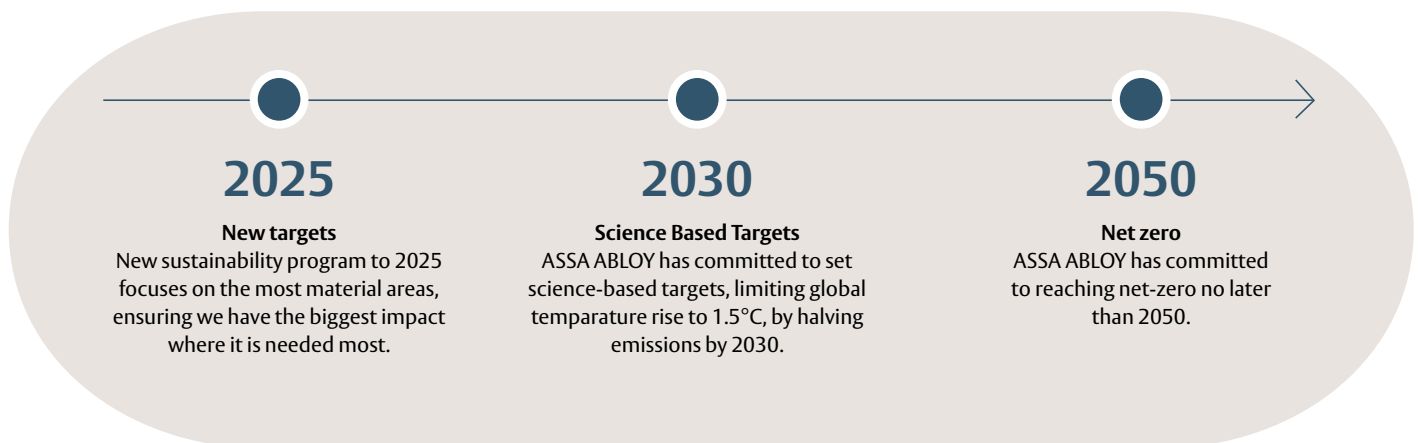 2025
New targets
New sustainability program to 2025
focuses on the most material areas,
ensuring we have the biggest impact
where it is needed most.
2030
Science Based Targets
ASSA ABLOY has committed to set
science-based targets, limiting global
temparature rise to 1.5°C, by halving
emissions by 2030.
2050
Net zero
ASSA ABLOY has committed
to reaching net-zero no later
than 2050.